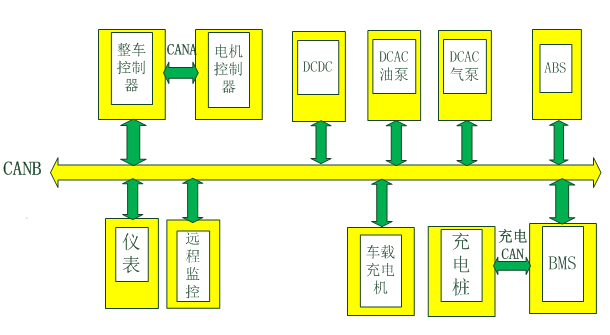 整车
控制
器
CANA
电机
控制
器
DCDC
DCAC
油泵
DCAC
气泵
ABS
CANB
仪
表
远
程
监
控
车载
充电
机
充
电
桩
充电
CAN
BMS